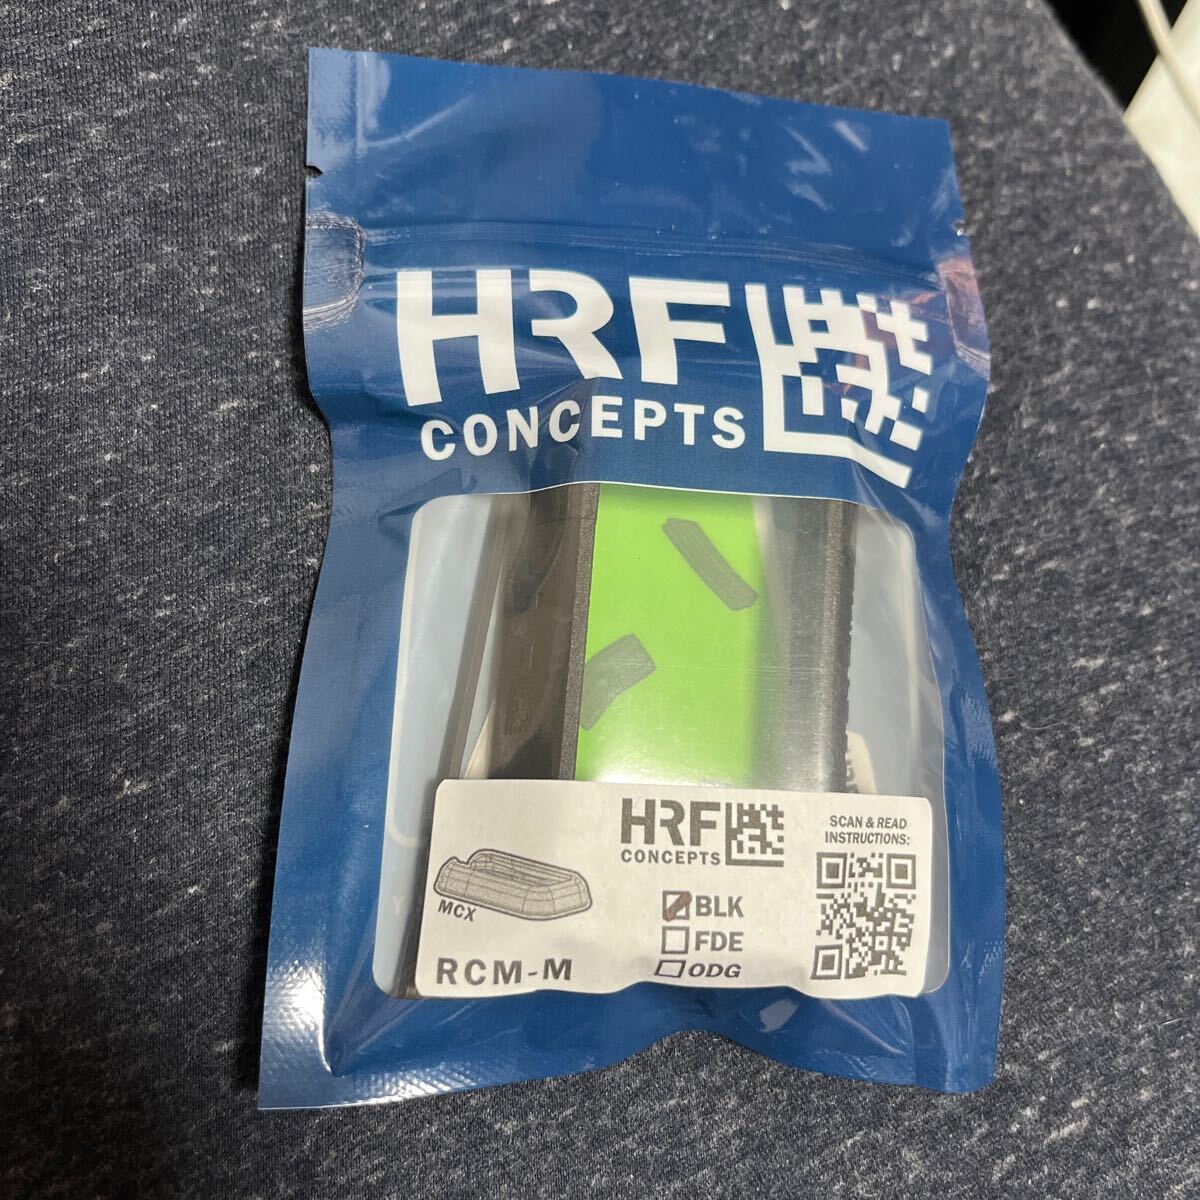 HRF
CONCEPTS
HRF
CONCEPTS
SCAN & READ
INSTRUCTIONS:
MCX
RCM-M
BLK
FDE
ODG